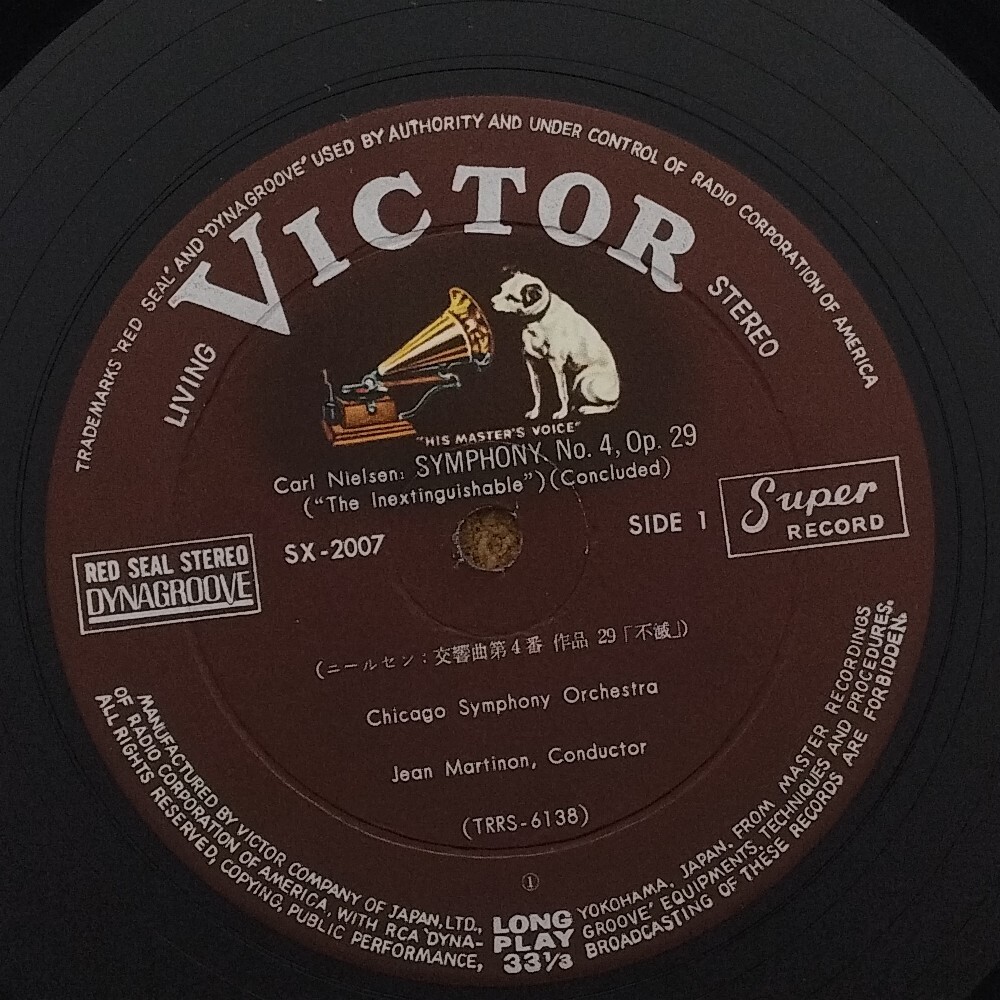 TRADEMARKS "RED SEAL" AND "DYNAGROOVE" USED BY AUTHORITY AND UNDER CONTROL OF RADIO CORPORATION OF AMERICA
VICTOR
LIVING
STEREO
"HIS MASTER'S VOICE"
Carl Nielsen: SYMPHONY No. 4, Op. 29
("The Inextinguishable") (Concluded)
SX-2007
SIDE 1
Super
RECORD
RED SEAL STEREO
DYNAGROOVE
(ニールセン:交響曲第4番 作品 29「不滅」)
Chicago Symphony Orchestra
Jean Martinon, Conductor
(TRRS-6138)
①
MANUFACTURED BY VICTOR COMPANY OF JAPAN, LTD., YOKOHAMA, JAPAN, FROM MASTER RECORDINGS
OF RADIO CORPORATION OF AMERICA, WITH RCA 'DYNA-GROOVE' EQUIPMENTS, TECHNIQUES AND PROCEDURES.
ALL RIGHTS RESERVED, COPYING, PUBLIC PERFORMANCE, BROADCASTING OF THESE RECORDS ARE FORBIDDEN.
LONG
PLAY
33⅓